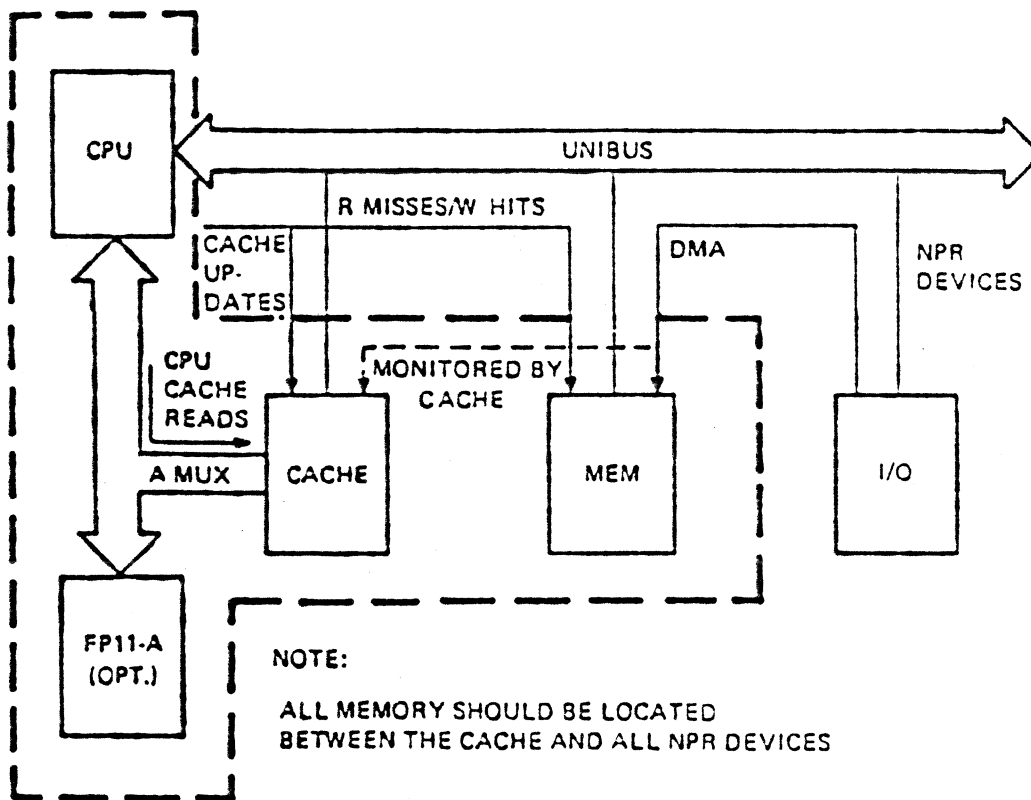 CPU
UNIBUS
R MISSES/W HITS
CACHE
UP-
DATES
DMA
NPR
DEVICES
CPU
CACHE
READS
MONITORED BY
CACHE
A MUX
CACHE
MEM
I/O
FP11-A
(OPT.)
NOTE:
ALL MEMORY SHOULD BE LOCATED
BETWEEN THE CACHE AND ALL NPR DEVICES